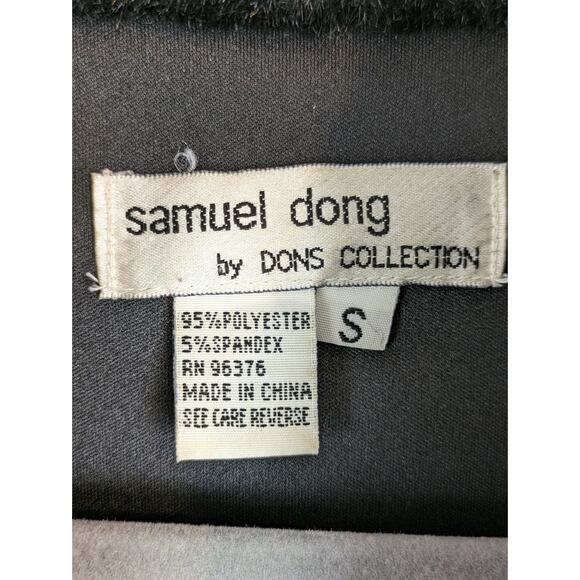 samuel dong
by DONS COLLECTION
S
95%POLYESTER
5%SPANDEX
RN 96376
MADE IN CHINA
SEE CARE REVERSE